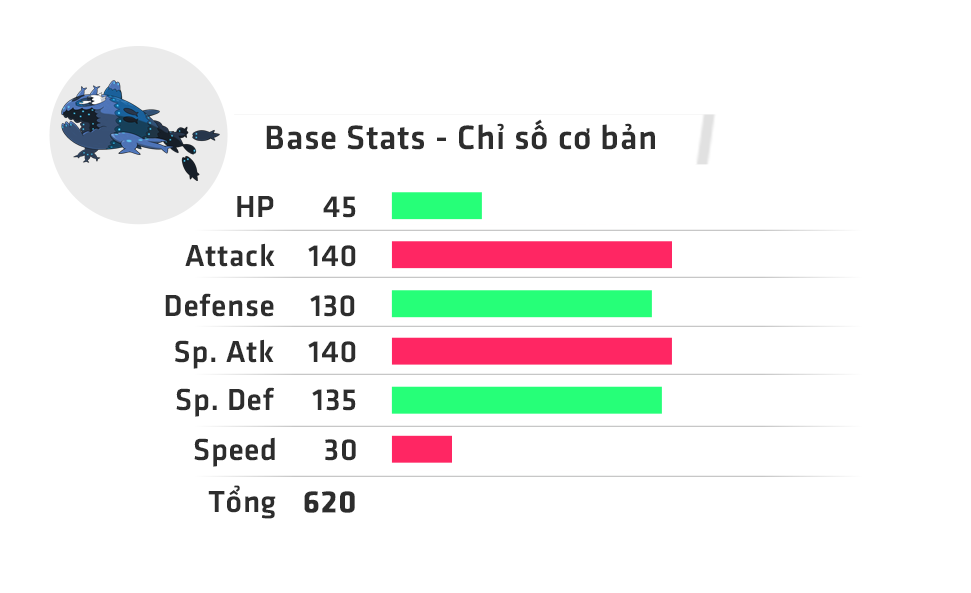 Base Stats - Chỉ số cơ bản
HP 45
Attack 140
Defense 130
Sp. Atk 140
Sp. Def 135
Speed 30
Tổng 620